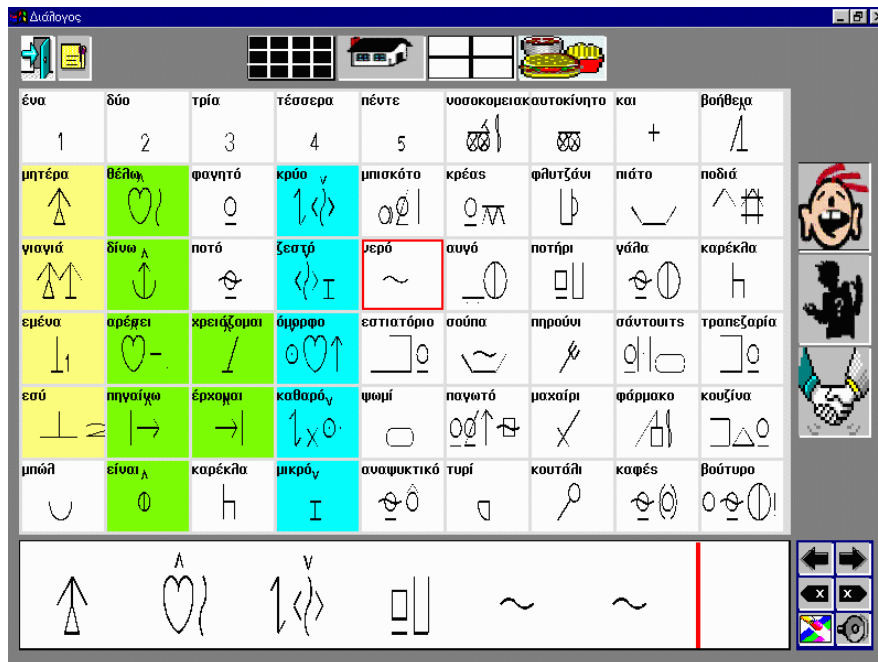 Διάλογος
ένα δύο τρία τέσσερα πέντε νοσοκομειακ αυτοκίνητο και βοήθεια
1 2 3 4 5
μητέρα θέλω φαγητό κρύο μπισκότο κρέας φλυτζάνι πιάτο ποδιά
γιαγιά δίνω ποτό ζεστό νερό αυγό ποτήρι γάλα καρέκλα
εμένα αρέσει χρειάζομαι όμορφο εστιατόριο σούπα πηρούνι σάντουιτς τραπεζαρία
εσύ πηγαίνω έρχομαι καθαρό ψωμί παγωτό μαχαίρι φάρμακο κουζίνα
μπώλ είναι καρέκλα μικρό αναψυκτικό τυρί κουτάλι καφές βούτυρο